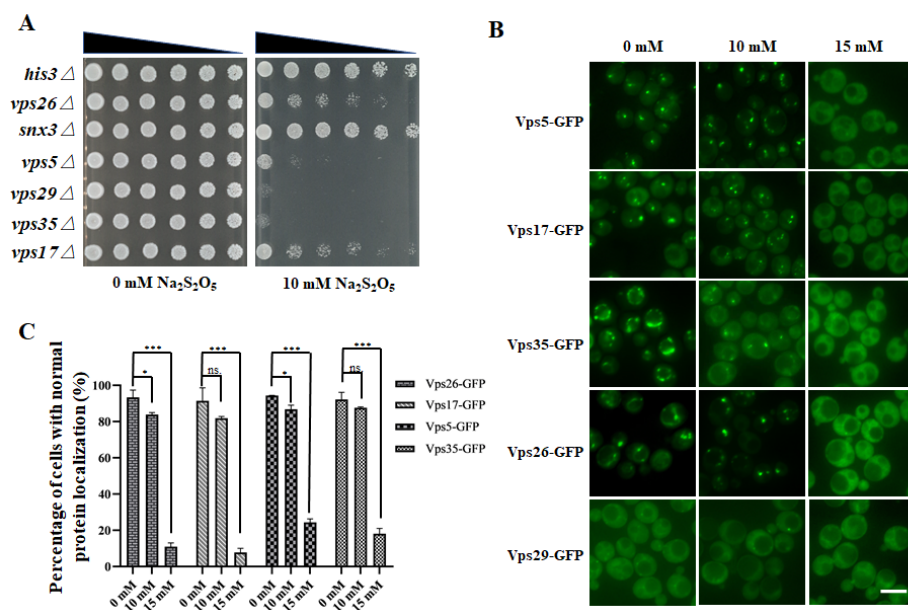 A
his3 △
vps26 △
snx3 △
vps5 △
vps29 △
vps35 △
vps17 △
0 mM Na₂S₂O₅
10 mM Na₂S₂O₅
B
0 mM
10 mM
15 mM
Vps5-GFP
Vps17-GFP
Vps35-GFP
Vps26-GFP
Vps29-GFP
C
Percentage of cells with normal
protein localization (%)
100
80
60
40
20
0
***
*
***
ns.
***
*
***
ns.
0 mM
10 mM
15 mM
0 mM
10 mM
15 mM
0 mM
10 mM
15 mM
0 mM
10 mM
15 mM
Vps26-GFP
Vps17-GFP
Vps5-GFP
Vps35-GFP